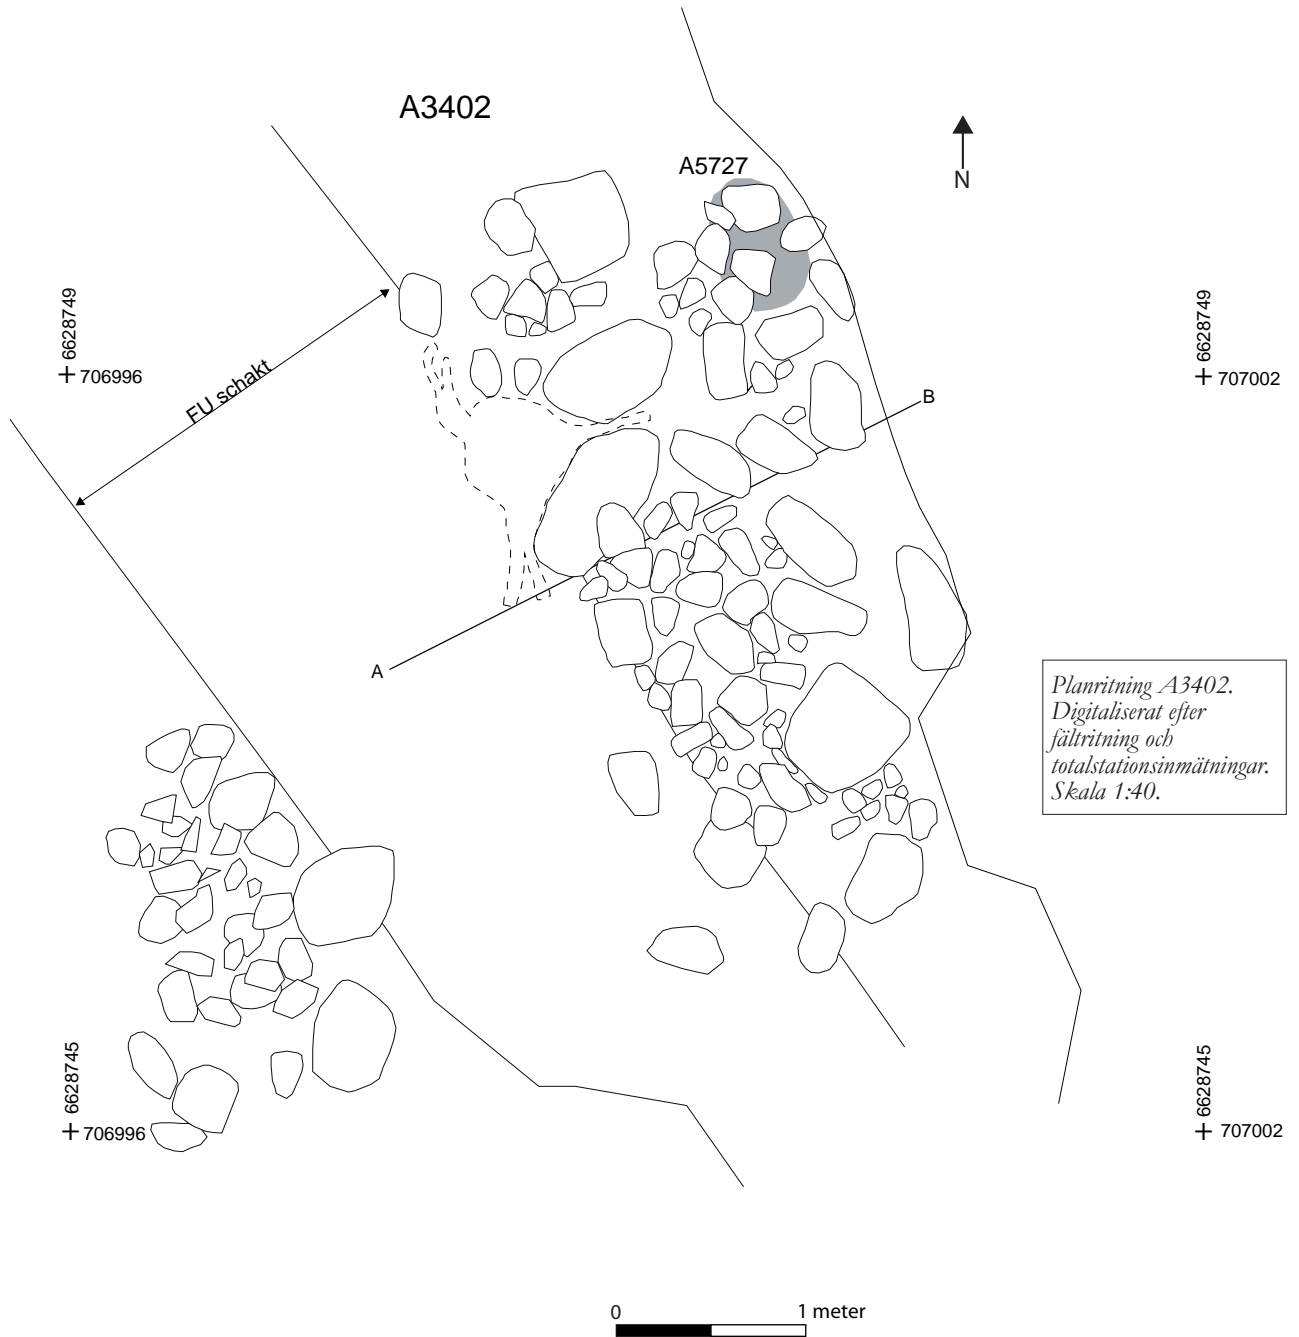 A3402
A5727
N
6628749
706996
6628749
707002
FU schakt
B
A
Planritning A3402.
Digitaliserat efter
fältritning och
totalstationsinmätningar.
Skala 1:40.
6628745
706996
6628745
707002
0 1 meter